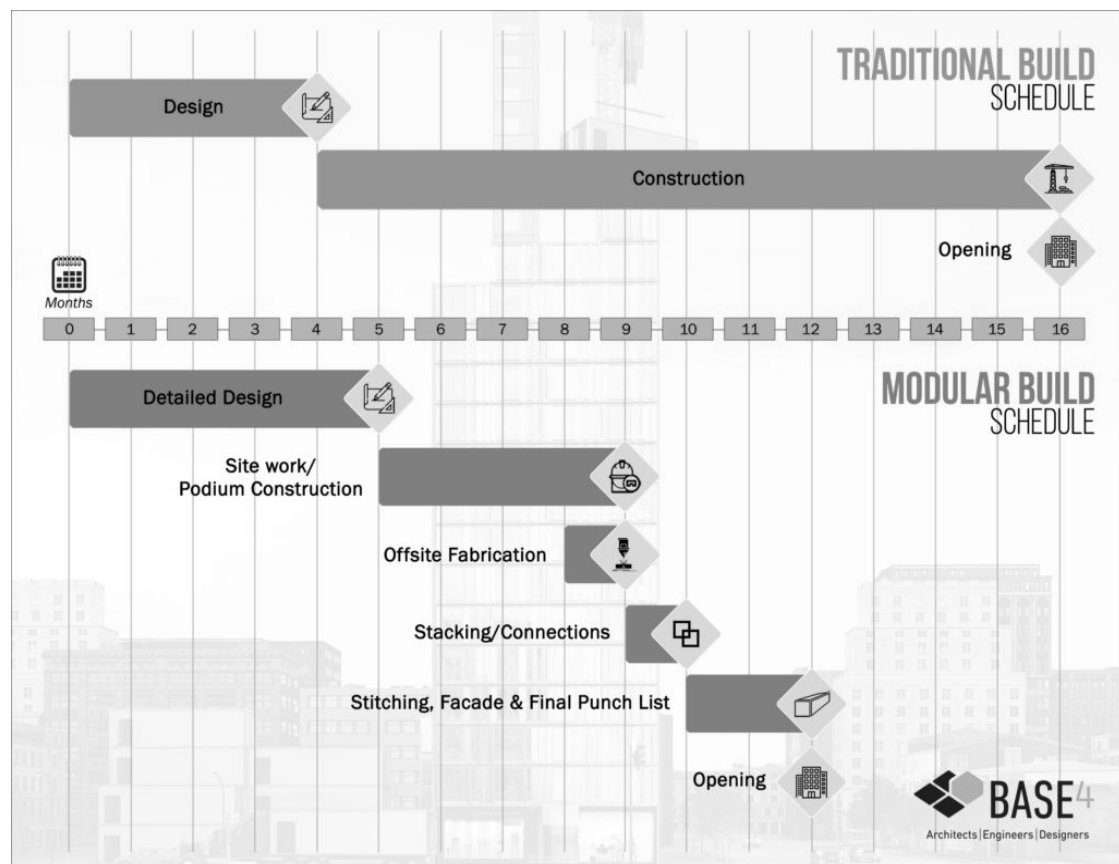 TRADITIONAL BUILD
SCHEDULE
Design
Construction
Opening
Months
0 1 2 3 4 5 6 7 8 9 10 11 12 13 14 15 16
MODULAR BUILD
SCHEDULE
Detailed Design
Site work/
Podium Construction
Offsite Fabrication
Stacking/Connections
Stitching, Facade & Final Punch List
Opening
BASE4
Architects|Engineers|Designers